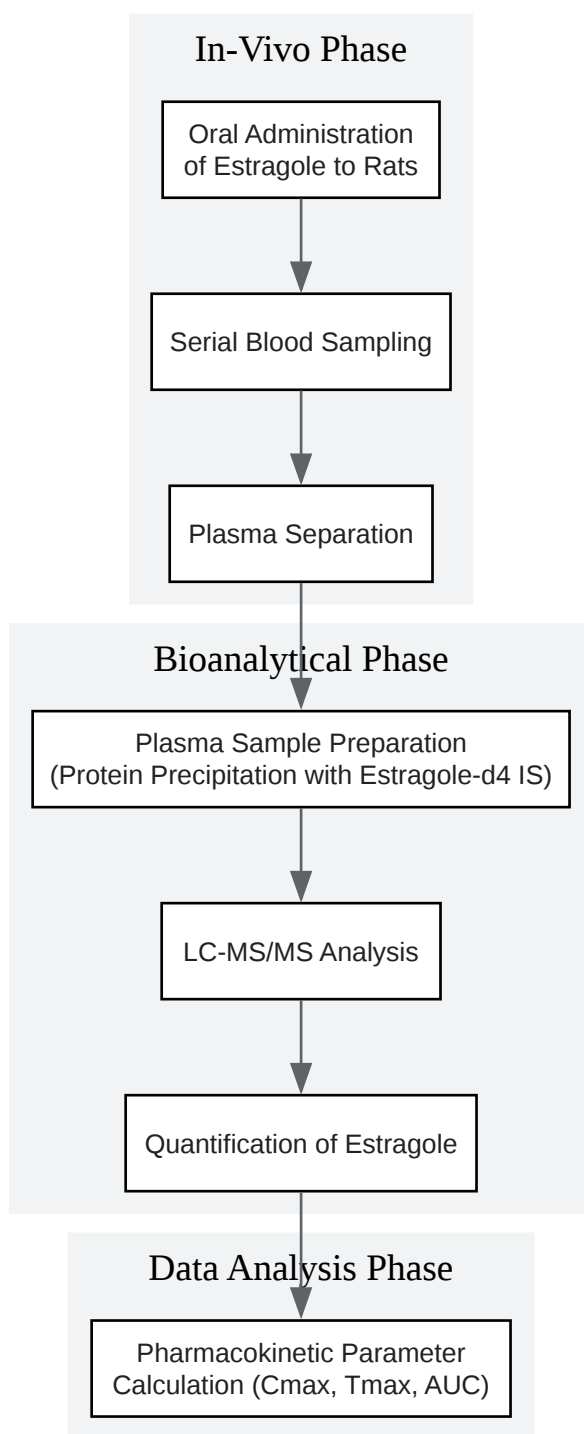 In-Vivo Phase
Oral Administration
of Estragole to Rats
Serial Blood Sampling
Plasma Separation
Bioanalytical Phase
Plasma Sample Preparation
(Protein Precipitation with Estragole-d4 IS)
LC-MS/MS Analysis
Quantification of Estragole
Data Analysis Phase
Pharmacokinetic Parameter
Calculation (Cmax, Tmax, AUC)